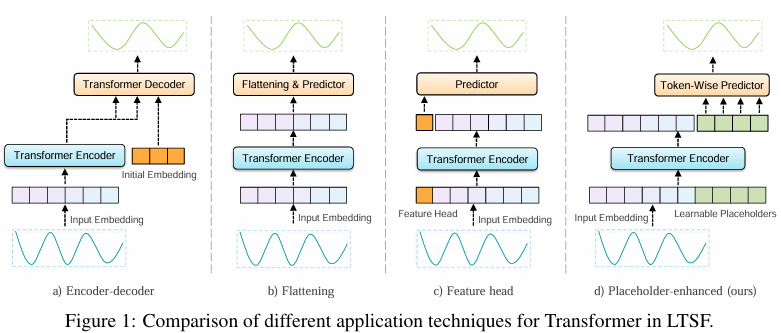 Transformer Decoder
Transformer Encoder
Initial Embedding
Input Embedding
a) Encoder-decoder
Flattening & Predictor
Transformer Encoder
Input Embedding
b) Flattening
Predictor
Transformer Encoder
Feature Head
Input Embedding
c) Feature head
Token-Wise Predictor
Transformer Encoder
Input Embedding
Learnable Placeholders
d) Placeholder-enhanced (ours)
Figure 1: Comparison of different application techniques for Transformer in LTSF.